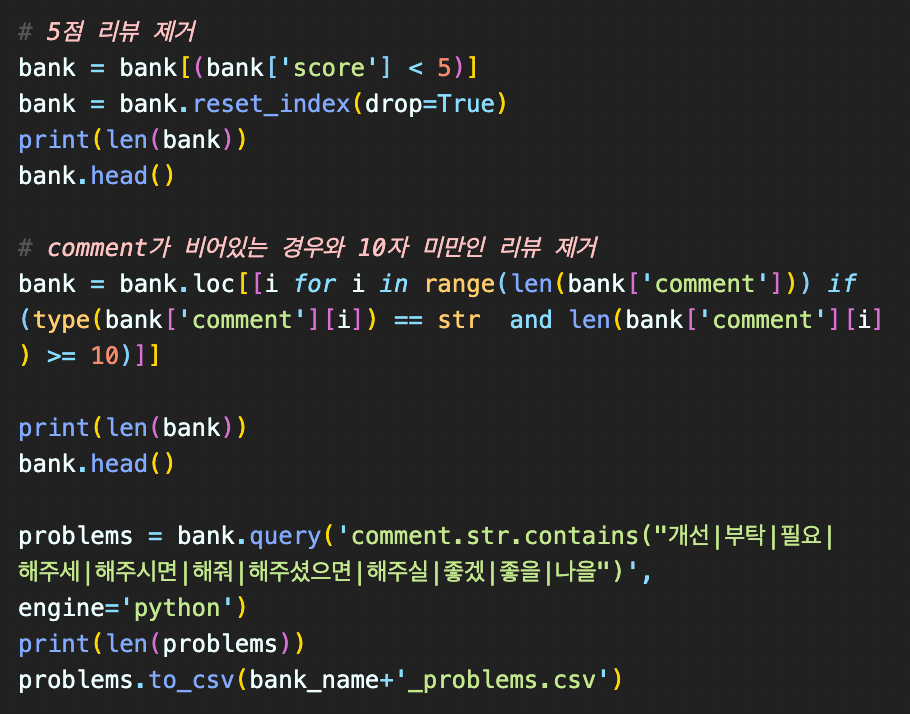 # 5점 리뷰 제거
bank = bank[(bank['score'] < 5)]
bank = bank.reset_index(drop=True)
print(len(bank))
bank.head()

# comment가 비어있는 경우와 10자 미만인 리뷰 제거
bank = bank.loc[[i for i in range(len(bank['comment'])) if
(type(bank['comment'][i]) == str  and len(bank['comment'][i]
) >= 10)]]

print(len(bank))
bank.head()

problems = bank.query('comment.str.contains("개선|부탁|필요|
해주세|해주시면|해줘|해주셨으면|해주실|좋겠|좋을|나을")',
engine='python')
print(len(problems))
problems.to_csv(bank_name+'_problems.csv')